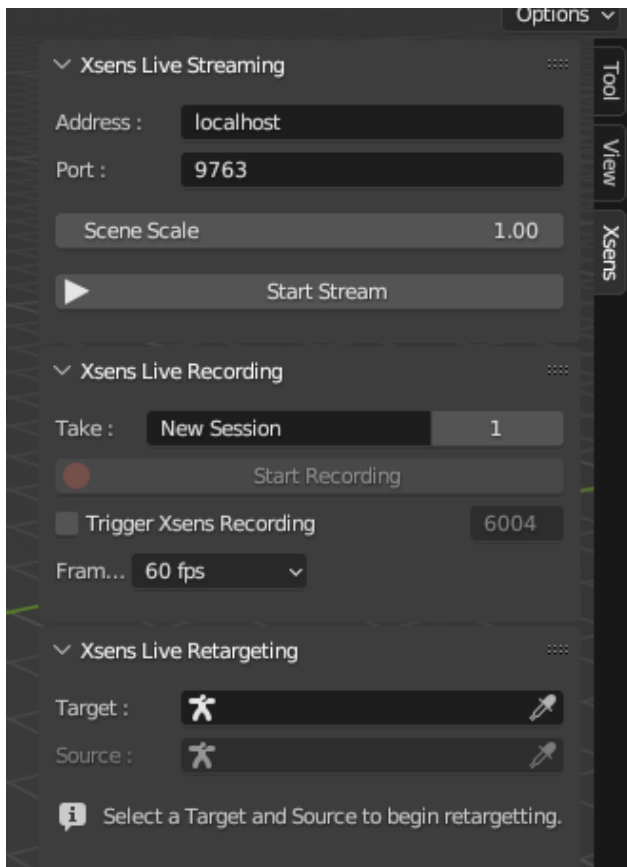 Options
Xsens Live Streaming
Tool
Address :
localhost
Port :
9763
View
Scene Scale
1.00
Xsens
Start Stream
Xsens Live Recording
Take :
New Session
1
Start Recording
Trigger Xsens Recording
6004
Fram...
60 fps
Xsens Live Retargeting
Target :
Source :
Select a Target and Source to begin retargetting.